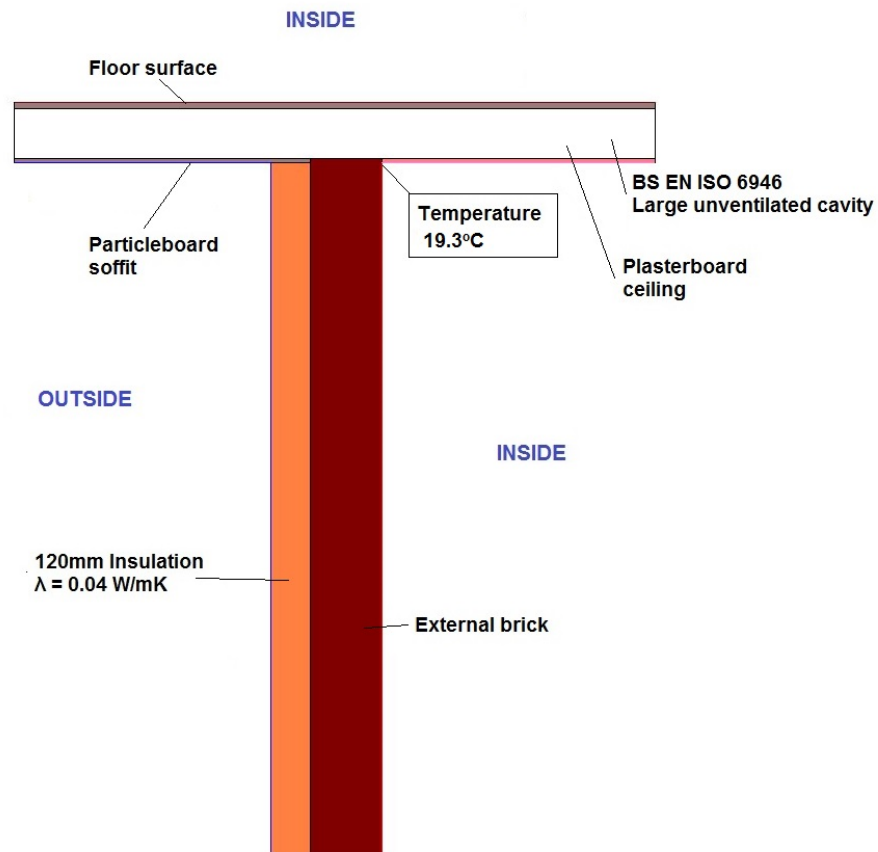 INSIDE
Floor surface
BS EN ISO 6946
Large unventilated cavity
Temperature
19.3ºC
Particleboard
soffit
Plasterboard
ceiling
OUTSIDE
INSIDE
120mm Insulation
λ = 0.04 W/mK
External brick